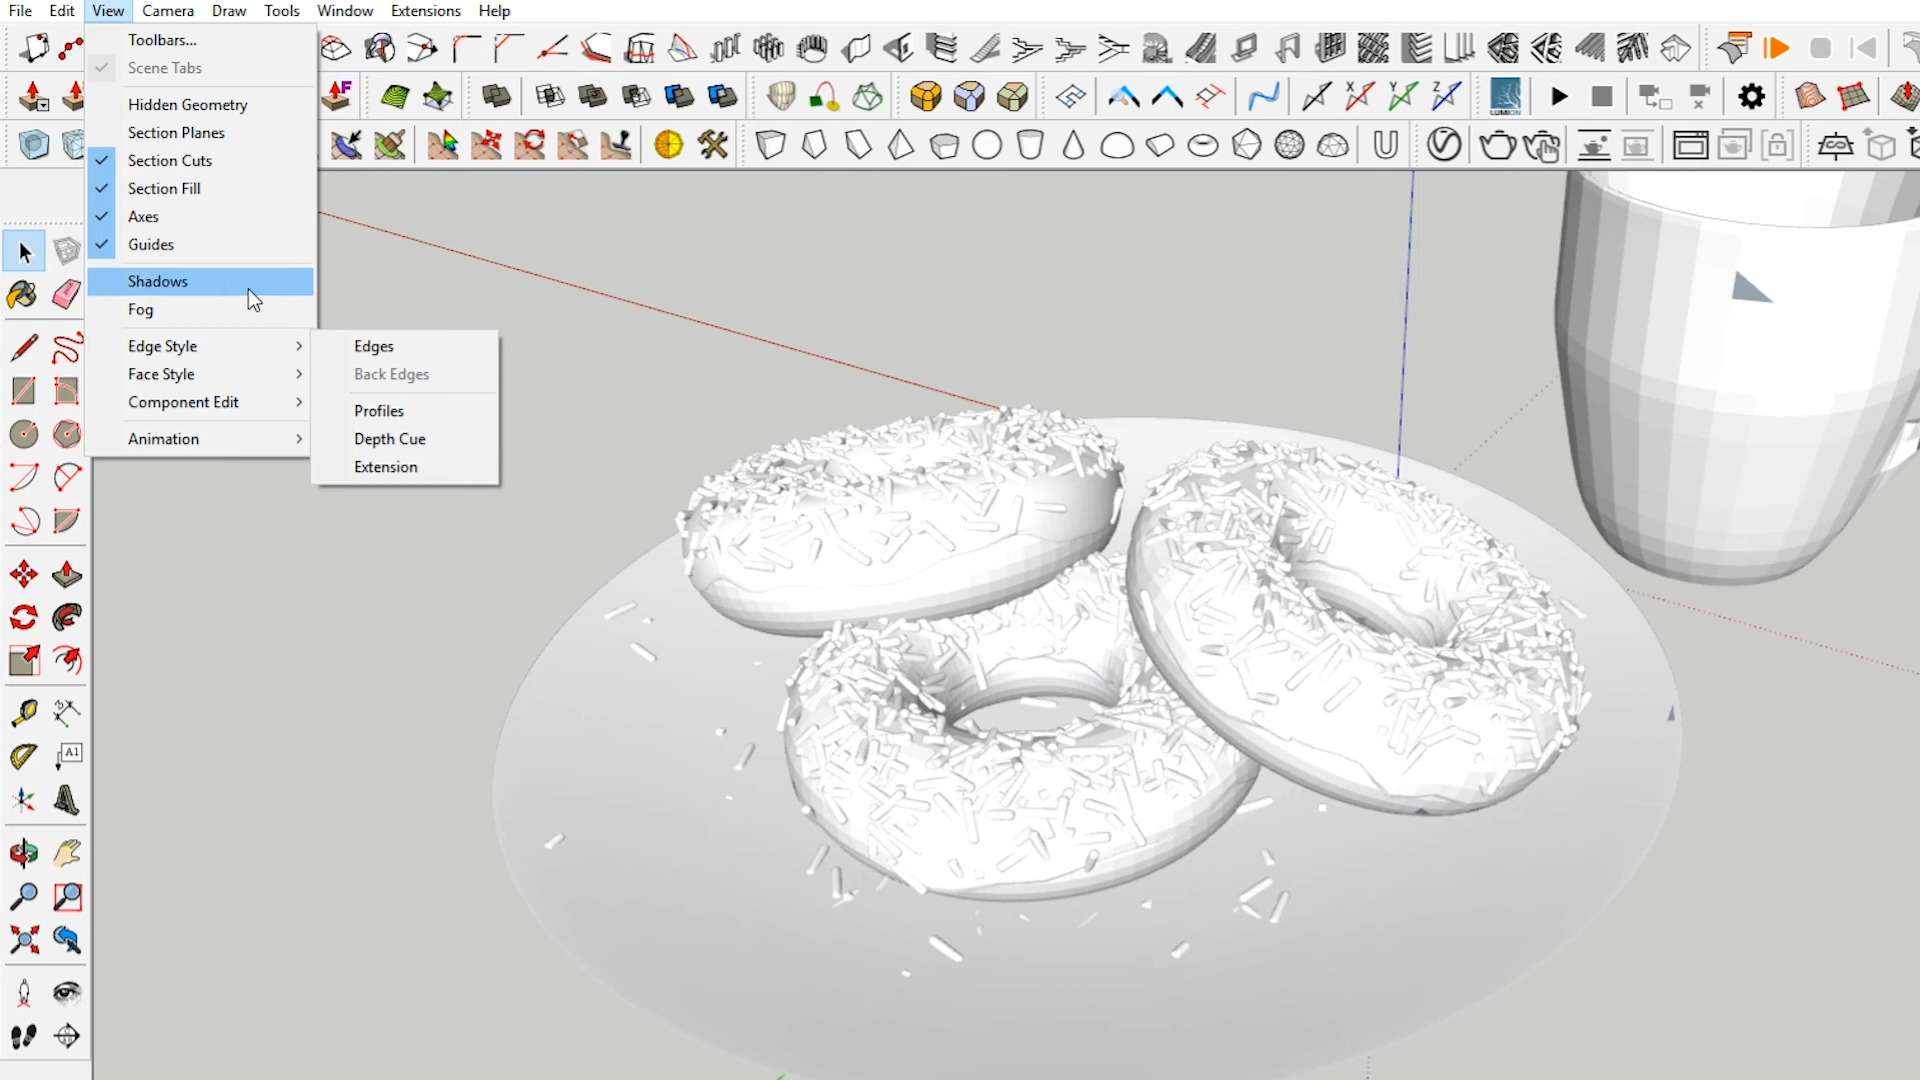 File Edit View Camera Draw Tools Window Extensions Help
Toolbars...
Scene Tabs
Hidden Geometry
Section Planes
Section Cuts
Section Fill
Axes
Guides
Shadows
Fog
Edge Style
Face Style
Component Edit
Animation
Edges
Back Edges
Profiles
Depth Cue
Extension
F
X
Y
Z
LUMION
A1